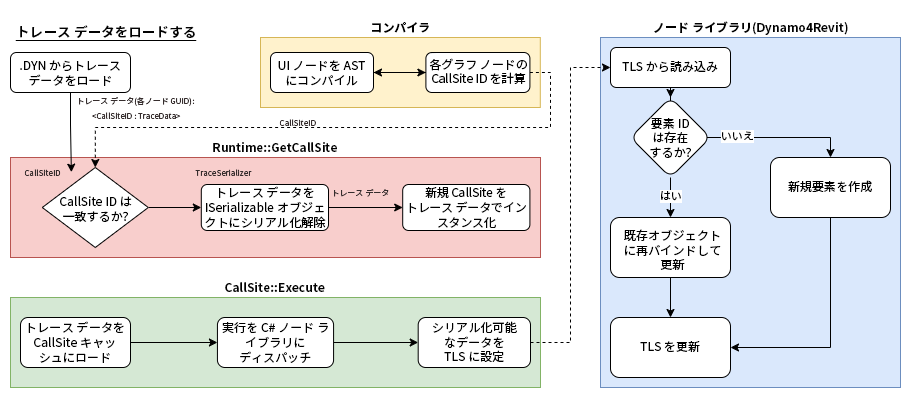 トレース データをロードする
.DYN からトレース
データをロード
トレース データ(各ノード GUID):
<CallSiteID : TraceData>
コンパイラ
UI ノードを AST
にコンパイル
各グラフ ノードの
CallSite ID を計算
CallSiteID
Runtime::GetCallSite
CallSiteID
CallSite ID は
一致するか?
TraceSerializer
トレース データを
ISerializable オブジェ
クトにシリアル化解除
トレース データ
新規 CallSite を
トレース データでイン
スタンス化
CallSite::Execute
トレース データを
CallSite キャッ
シュにロード
実行を C# ノード ラ
イブラリに
ディスパッチ
シリアル化可能
なデータを
TLS に設定
ノード ライブラリ(Dynamo4Revit)
TLS から読み込み
要素 ID
は存在
するか?
いいえ
はい
新規要素を作成
既存オブジェクト
に再バインドして
更新
TLS を更新